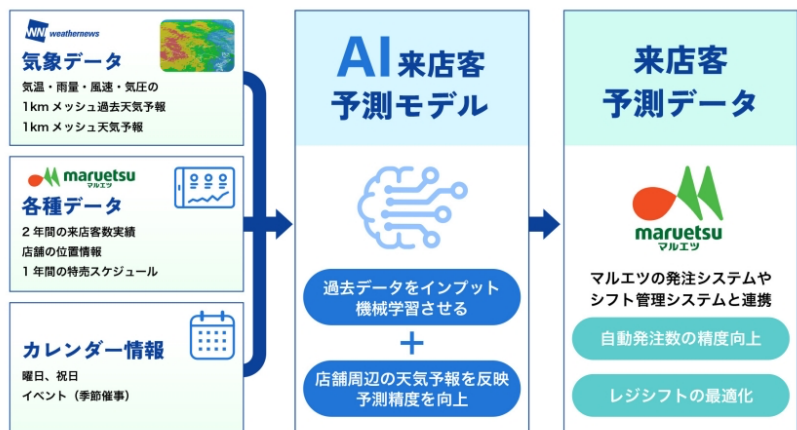 WNI weathernews
気象データ
気温・雨量・風速・気圧の
1kmメッシュ過去天気予報
1kmメッシュ天気予報
maruetsu
マルエツ
各種データ
2年間の来店客数実績
店舗の位置情報
1年間の特売スケジュール
カレンダー情報
曜日、祝日
イベント（季節催事）
AI来店客
予測モデル
過去データをインプット
機械学習させる
+
店舗周辺の天気予報を反映
予測精度を向上
来店客
予測データ
maruetsu
マルエツ
マルエツの発注システムや
シフト管理システムと連携
自動発注数の精度向上
レジシフトの最適化